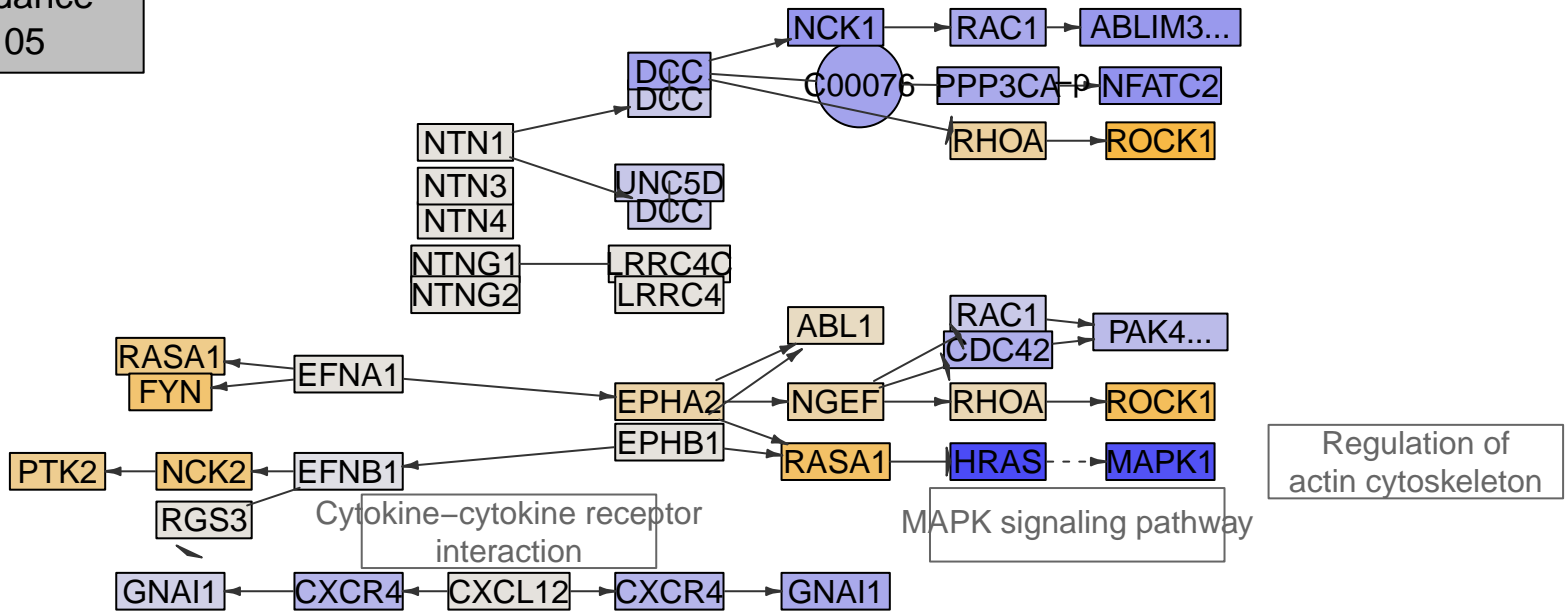 05
NCK1
RAC1
ABLIM3...
DCC
DCC
C00076
PPP3CA
–p
NFATC2
NTN1
RHOA
ROCK1
NTN3
NTN4
UNC5D
DCC
NTNG1
NTNG2
LRRC4C
LRRC4
RAC1
ABL1
PAK4...
CDC42
RASA1
FYN
EFNA1
EPHA2
NGEF
RHOA
ROCK1
EPHB1
RASA1
HRAS
MAPK1
PTK2
NCK2
EFNB1
RGS3
Regulation of
actin cytoskeleton
Cytokine–cytokine receptor
interaction
MAPK signaling pathway
GNAI1
CXCR4
CXCL12
CXCR4
GNAI1